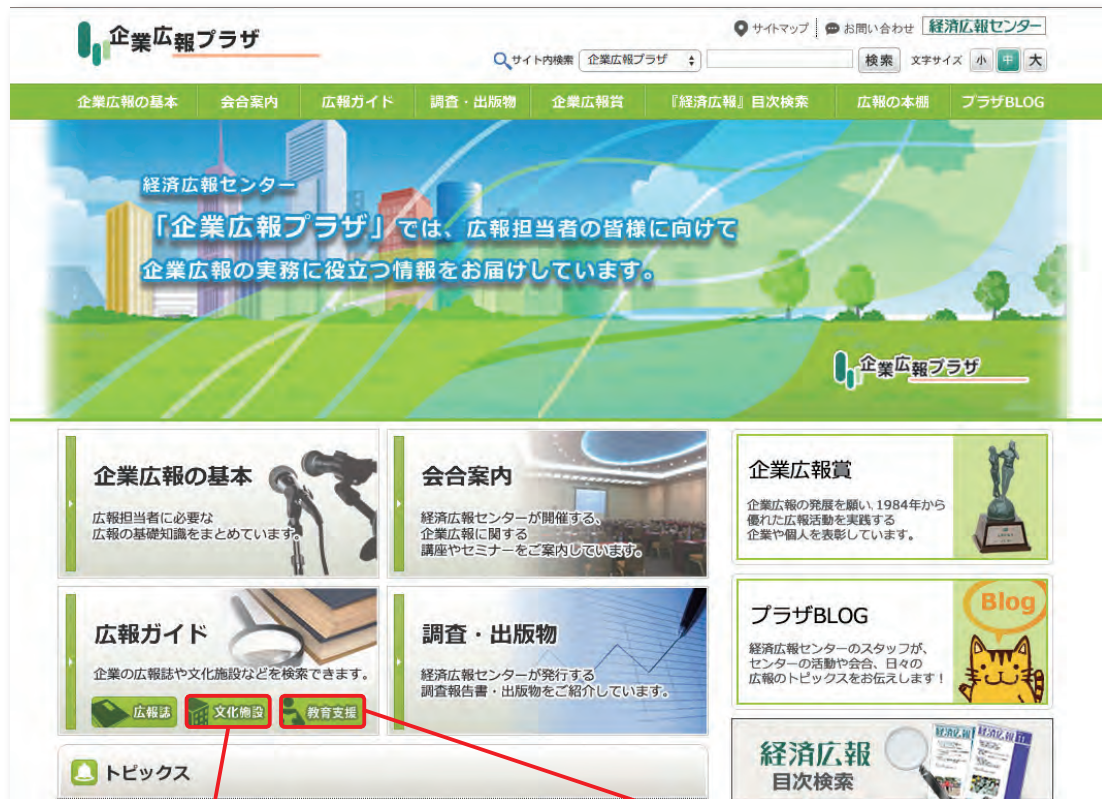 企業広報プラザ
サイトマップ
お問い合わせ
経済広報センター
サイト内検索
企業広報プラザ
検索
文字サイズ
小
中
大
企業広報の基本
会合案内
広報ガイド
調査・出版物
企業広報賞
『経済広報』目次検索
広報の本棚
プラザBLOG
経済広報センター
「企業広報プラザ」では、広報担当者の皆様に向けて
企業広報の実務に役立つ情報をお届けしています。
企業広報プラザ
企業広報の基本
広報担当者に必要な
広報の基礎知識をまとめています。
会合案内
経済広報センターが開催する、
企業広報に関する
講座やセミナーをご案内しています。
企業広報賞
企業広報の発展を願い、1984年から
優れた広報活動を実践する
企業や個人を表彰しています。
広報ガイド
企業の広報誌や文化施設などを検索できます。
広報誌
文化施設
教育支援
調査・出版物
経済広報センターが発行する
調査報告書・出版物をご紹介しています。
プラザBLOG
経済広報センターのスタッフが、
センターの活動や会合、日々の
広報のトピックスをお伝えします！
Blog
トピックス
経済広報
目次検索
経済広報
経済広報